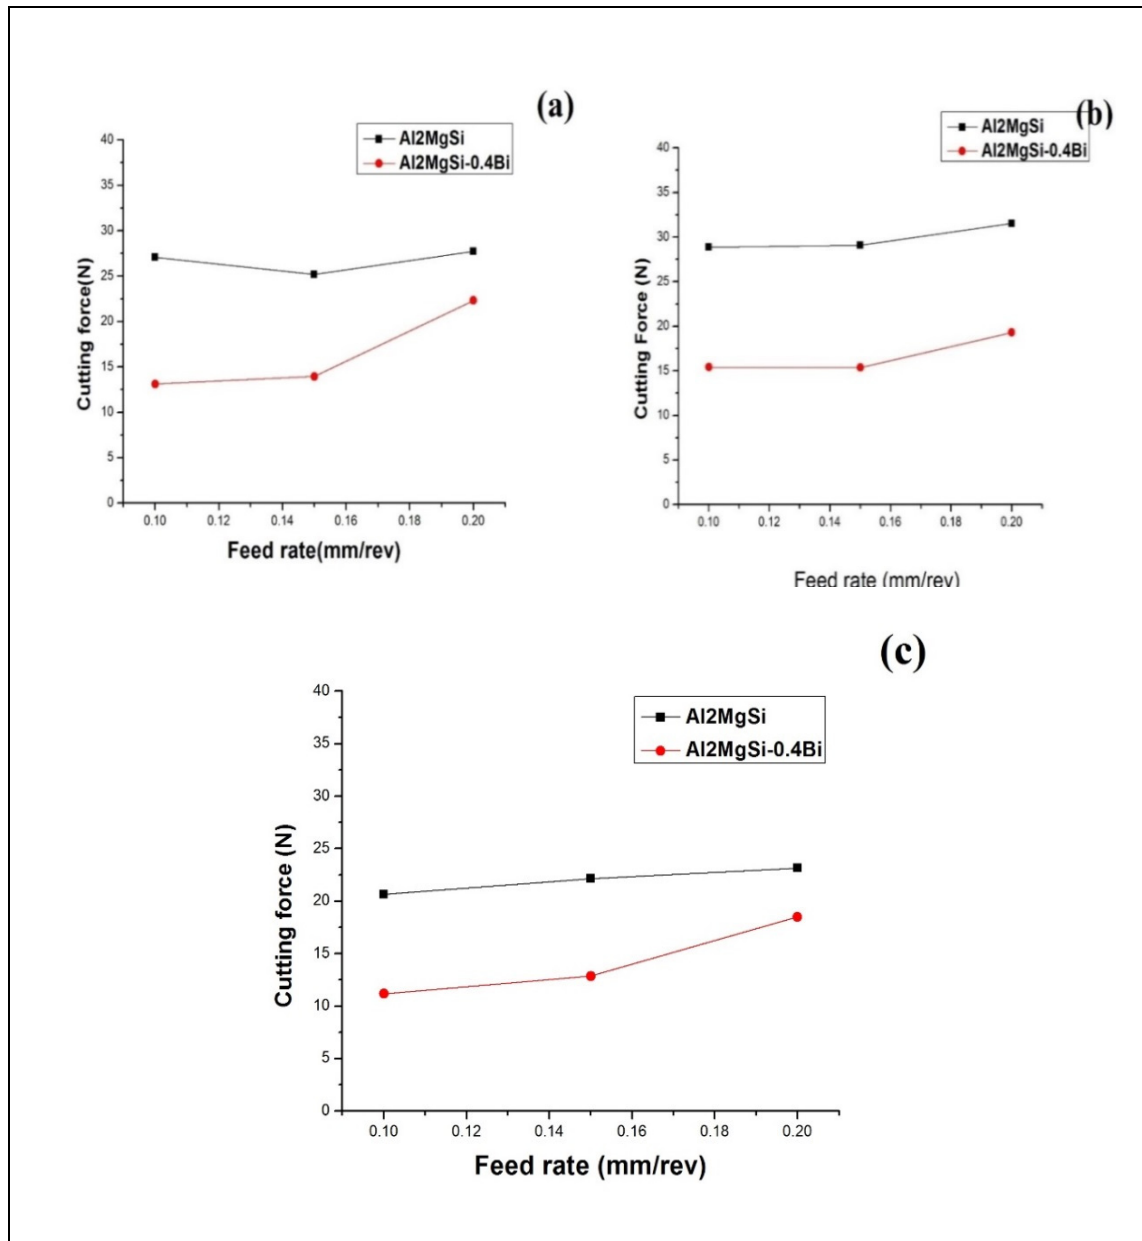 (a)
Al2MgSi
Al2MgSi-0.4Bi
40
35
30
25
20
15
10
5
0
Cutting force(N)
0.10 0.12 0.14 0.16 0.18 0.20
Feed rate(mm/rev)
(b)
Al2MgSi
Al2MgSi-0.4Bi
40
35
30
25
20
15
10
5
0
Cutting Force (N)
0.10 0.12 0.14 0.16 0.18 0.20
Feed rate (mm/rev)
(c)
Al2MgSi
Al2MgSi-0.4Bi
40
35
30
25
20
15
10
5
0
Cutting force (N)
0.10 0.12 0.14 0.16 0.18 0.20
Feed rate (mm/rev)